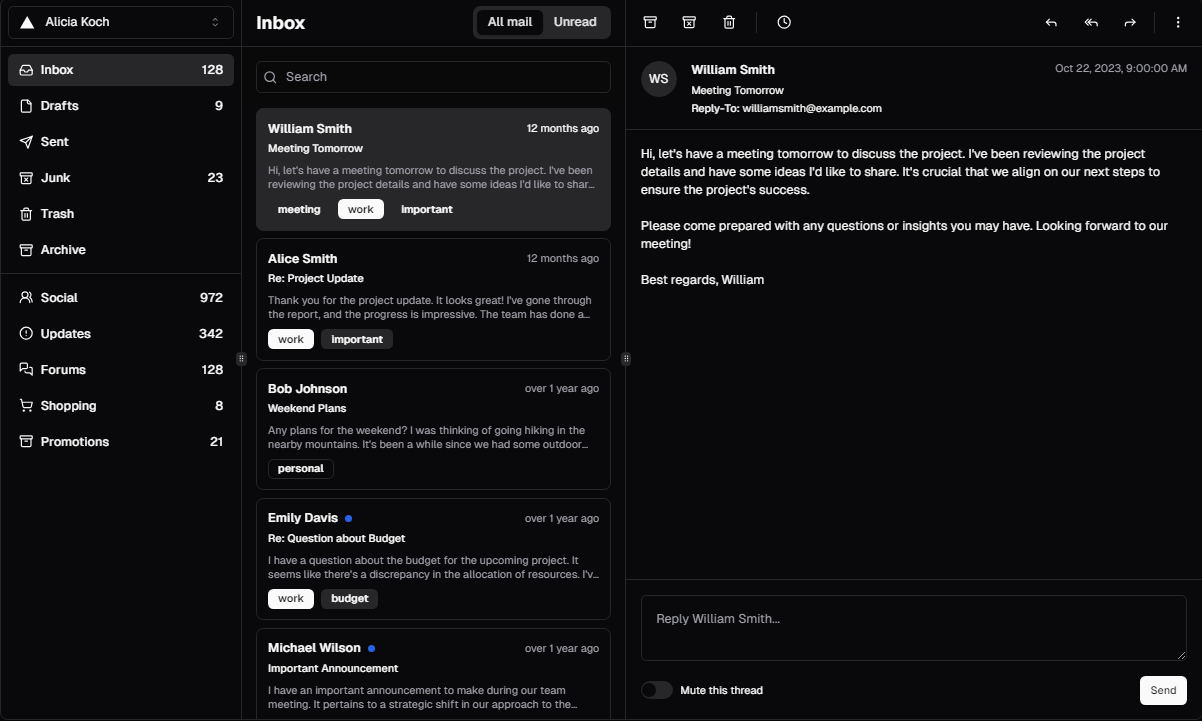 Alicia Koch
Inbox 128
Drafts 9
Sent
Junk 23
Trash
Archive
Social 972
Updates 342
Forums 128
Shopping 8
Promotions 21
Inbox
All mail Unread
Search
William Smith 12 months ago
Meeting Tomorrow
Hi, let's have a meeting tomorrow to discuss the project. I've been
reviewing the project details and have some ideas I'd like to shar...
meeting work important
Alice Smith 12 months ago
Re: Project Update
Thank you for the project update. It looks great! I've gone through
the report, and the progress is impressive. The team has done a...
work important
Bob Johnson over 1 year ago
Weekend Plans
Any plans for the weekend? I was thinking of going hiking in the
nearby mountains. It's been a while since we had some outdoor...
personal
Emily Davis over 1 year ago
Re: Question about Budget
I have a question about the budget for the upcoming project. It
seems like there's a discrepancy in the allocation of resources. I'v...
work budget
Michael Wilson over 1 year ago
Important Announcement
I have an important announcement to make during our team
meeting. It pertains to a strategic shift in our approach to the...
WS
William Smith Oct 22, 2023, 9:00:00 AM
Meeting Tomorrow
Reply-To: williamsmith@example.com
Hi, let's have a meeting tomorrow to discuss the project. I've been reviewing the project
details and have some ideas I'd like to share. It's crucial that we align on our next steps to
ensure the project's success.
Please come prepared with any questions or insights you may have. Looking forward to our
meeting!
Best regards, William
Reply William Smith...
Mute this thread Send